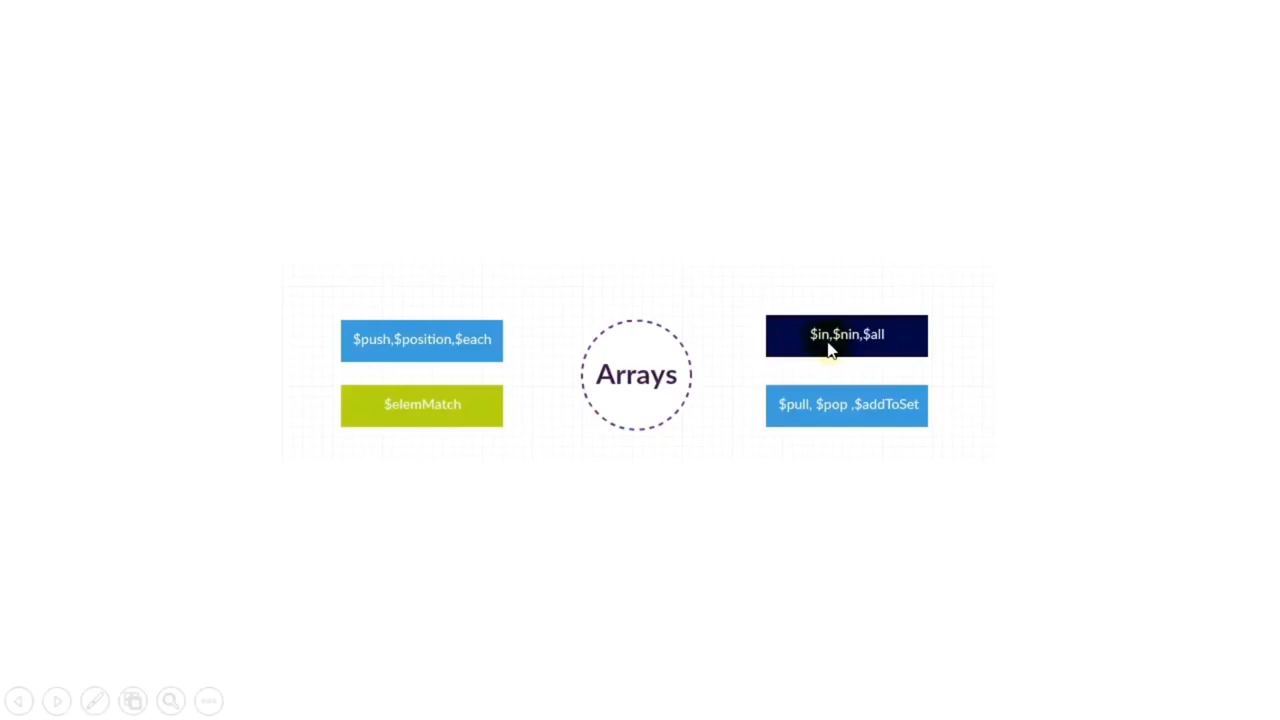 $push,$position,$each
$elemMatch
Arrays
$in,$nin,$all
$pull, $pop ,$addToSet